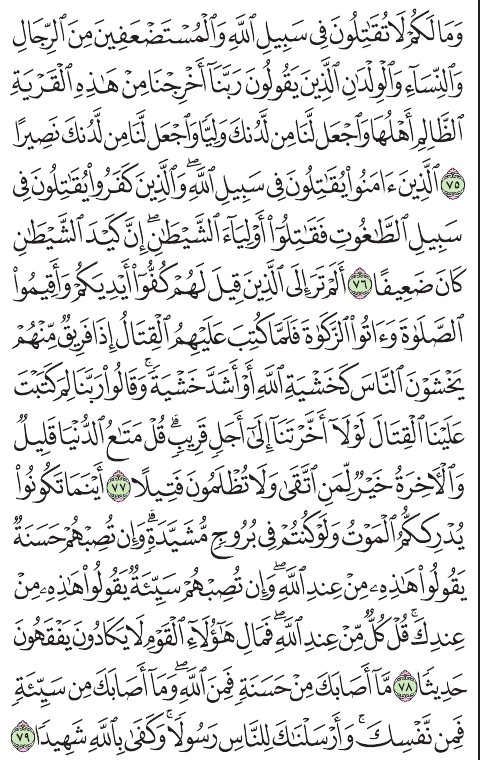 وَمَا لَكُمْ لَا تُقَٰتِلُونَ فِى سَبِيلِ ٱللَّهِ وَٱلْمُسْتَضْعَفِينَ مِنَ ٱلرِّجَالِ
وَٱلنِّسَآءِ وَٱلْوِلْدَٰنِ ٱلَّذِينَ يَقُولُونَ رَبَّنَآ أَخْرِجْنَا مِنْ هَٰذِهِ ٱلْقَرْيَةِ
ٱلظَّالِمِ أَهْلُهَا وَٱجْعَل لَّنَا مِن لَّدُنكَ وَلِيًّا وَٱجْعَل لَّنَا مِن لَّدُنكَ نَصِيرًا
٧٥ ٱلَّذِينَ ءَامَنُوا۟ يُقَٰتِلُونَ فِى سَبِيلِ ٱللَّهِ ۖ وَٱلَّذِينَ كَفَرُوا۟ يُقَٰتِلُونَ فِى
سَبِيلِ ٱلطَّٰغُوتِ فَقَٰتِلُوٓا۟ أَوْلِيَآءَ ٱلشَّيْطَٰنِ ۖ إِنَّ كَيْدَ ٱلشَّيْطَٰنِ
كَانَ ضَعِيفًا ٧٦ أَلَمْ تَرَ إِلَى ٱلَّذِينَ قِيلَ لَهُمْ كُفُّوٓا۟ أَيْدِيَكُمْ وَأَقِيمُوا۟
ٱلصَّلَوٰةَ وَءَاتُوا۟ ٱلزَّكَوٰةَ فَلَمَّا كُتِبَ عَلَيْهِمُ ٱلْقِتَالُ إِذَا فَرِيقٌ مِّنْهُمْ
يَخْشَوْنَ ٱلنَّاسَ كَخَشْيَةِ ٱللَّهِ أَوْ أَشَدَّ خَشْيَةً ۚ وَقَالُوا۟ رَبَّنَا لِمَ كَتَبْتَ
عَلَيْنَا ٱلْقِتَالَ لَوْلَآ أَخَّرْتَنَآ إِلَىٰٓ أَجَلٍ قَرِيبٍ ۗ قُلْ مَتَٰعُ ٱلدُّنْيَا قَلِيلٌ
وَٱلْءَاخِرَةُ خَيْرٌ لِّمَنِ ٱتَّقَىٰ وَلَا تُظْلَمُونَ فَتِيلًا ٧٧ أَيْنَمَا تَكُونُوا۟
يُدْرِككُّمُ ٱلْمَوْتُ وَلَوْ كُنتُمْ فِى بُرُوجٍ مُّشَيَّدَةٍ ۗ وَإِن تُصِبْهُمْ حَسَنَةٌ
يَقُولُوا۟ هَٰذِهِۦ مِنْ عِندِ ٱللَّهِ ۖ وَإِن تُصِبْهُمْ سَيِّئَةٌ يَقُولُوا۟ هَٰذِهِۦ مِنْ
عِندِكَ ۚ قُلْ كُلٌّ مِّنْ عِندِ ٱللَّهِ ۖ فَمَالِ هَٰٓؤُلَآءِ ٱلْقَوْمِ لَا يَكَادُونَ يَفْقَهُونَ
حَدِيثًا ٧٨ مَّآ أَصَابَكَ مِنْ حَسَنَةٍ فَمِنَ ٱللَّهِ ۖ وَمَآ أَصَابَكَ مِن سَيِّئَةٍ
فَمِن نَّفْسِكَ ۚ وَأَرْسَلْنَٰكَ لِلنَّاسِ رَسُولًا ۚ وَكَفَىٰ بِٱللَّهِ شَهِيدًا ٧٩